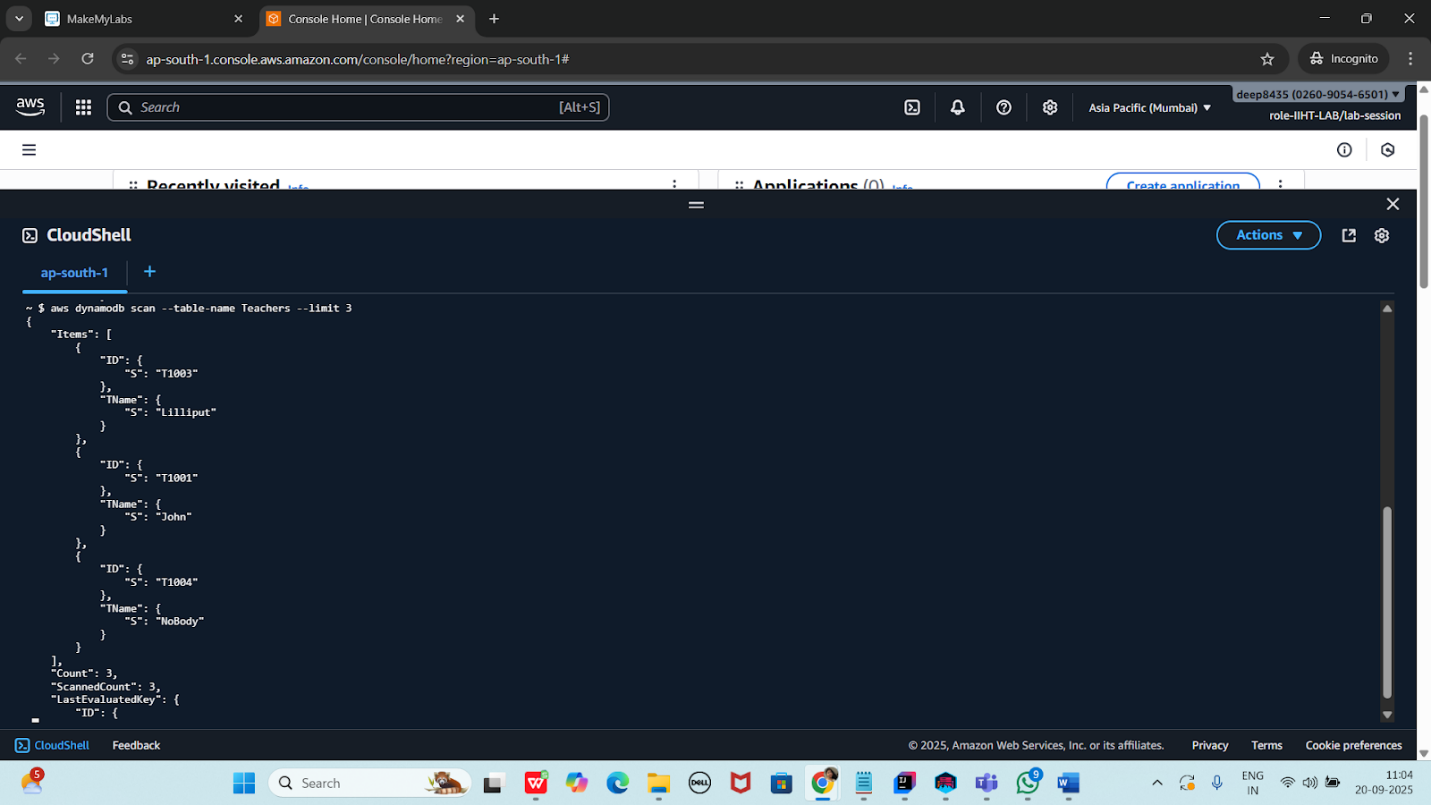 MakeMyLabs
Console Home | Console Home
ap-south-1.console.aws.amazon.com/console/home?region=ap-south-1#
Incognito
aws
Search
[Alt+S]
Asia Pacific (Mumbai)
deep8435 (0260-9054-6501)
role-IIHT-LAB/lab-session
Recently visited Info
Applications (0) Info
Create application
CloudShell
Actions
ap-south-1
~ $ aws dynamodb scan --table-name Teachers --limit 3
{
    "Items": [
        {
            "ID": {
                "S": "T1003"
            },
            "TName": {
                "S": "Lilliput"
            }
        },
        {
            "ID": {
                "S": "T1001"
            },
            "TName": {
                "S": "John"
            }
        },
        {
            "ID": {
                "S": "T1004"
            },
            "TName": {
                "S": "NoBody"
            }
        }
    ],
    "Count": 3,
    "ScannedCount": 3,
    "LastEvaluatedKey": {
        "ID": {
CloudShell
Feedback
© 2025, Amazon Web Services, Inc. or its affiliates.
Privacy
Terms
Cookie preferences
5
Search
DELL
9
ENG
IN
11:04
20-09-2025